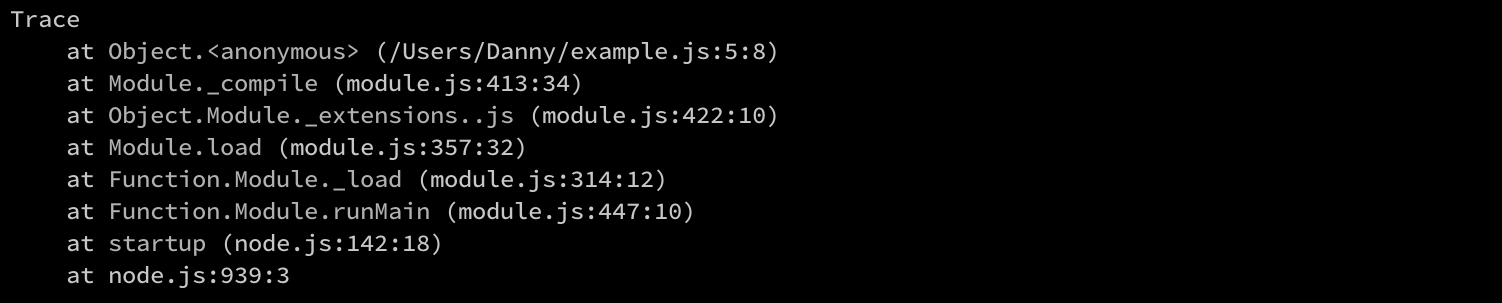 Trace
    at Object.<anonymous> (/Users/Danny/example.js:5:8)
    at Module._compile (module.js:413:34)
    at Object.Module._extensions..js (module.js:422:10)
    at Module.load (module.js:357:32)
    at Function.Module._load (module.js:314:12)
    at Function.Module.runMain (module.js:447:10)
    at startup (node.js:142:18)
    at node.js:939:3